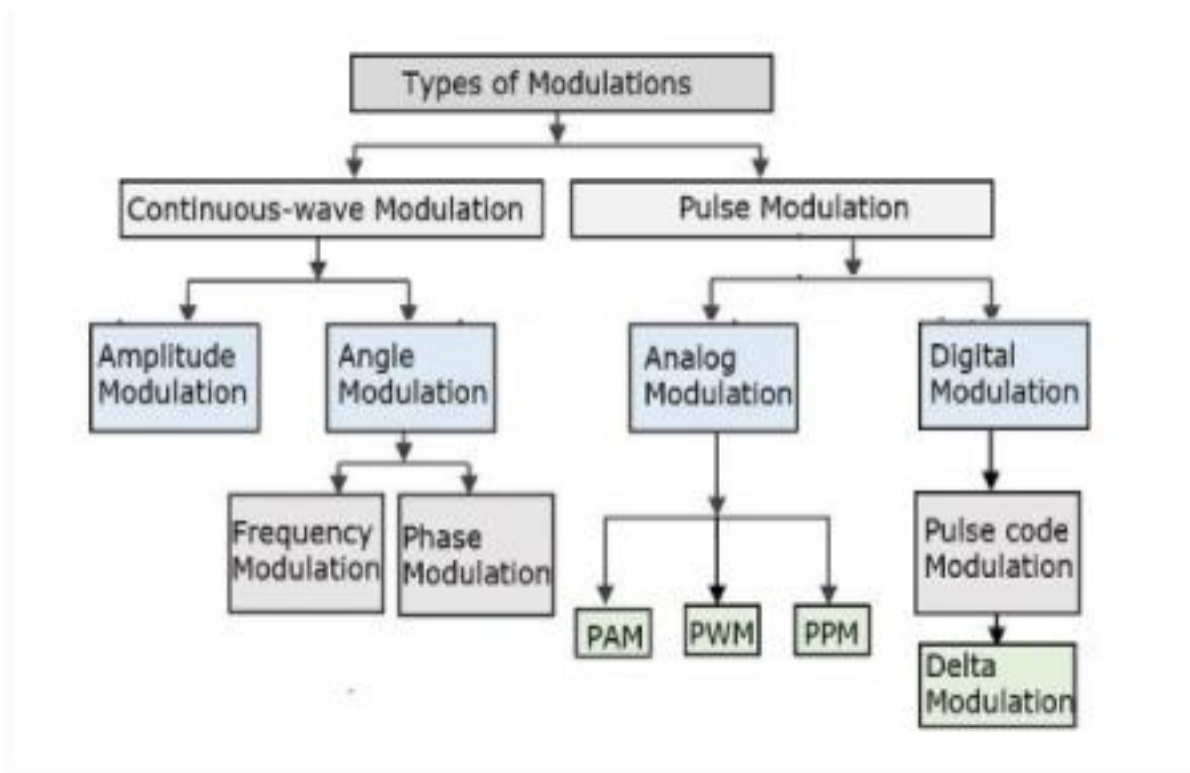 Types of Modulations
Continuous-wave Modulation
Pulse Modulation
Amplitude
Modulation
Angle
Modulation
Analog
Modulation
Digital
Modulation
Frequency
Modulation
Phase
Modulation
Pulse code
Modulation
PAM
PWM
PPM
Delta
Modulation